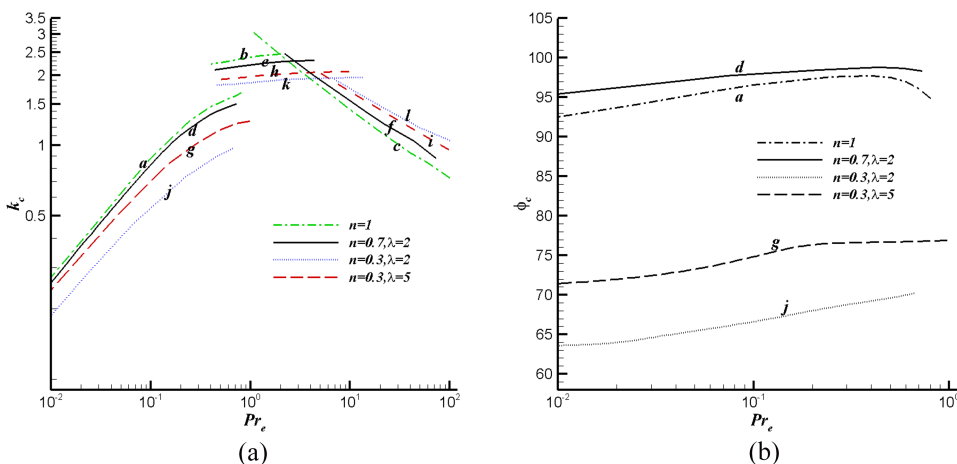 3.5
3
2.5
2
1.5
1
0.5
k_c
10^-2
10^-1
10^0
10^1
10^2
Pr_e
a
b
c
d
e
f
g
h
i
j
k
l
n=1
n=0.7,λ=2
n=0.3,λ=2
n=0.3,λ=5
(a)
105
100
95
90
85
80
75
70
65
60
ϕ_c
10^-2
10^-1
10^0
Pr_e
d
a
g
j
n=1
n=0.7,λ=2
n=0.3,λ=2
n=0.3,λ=5
(b)